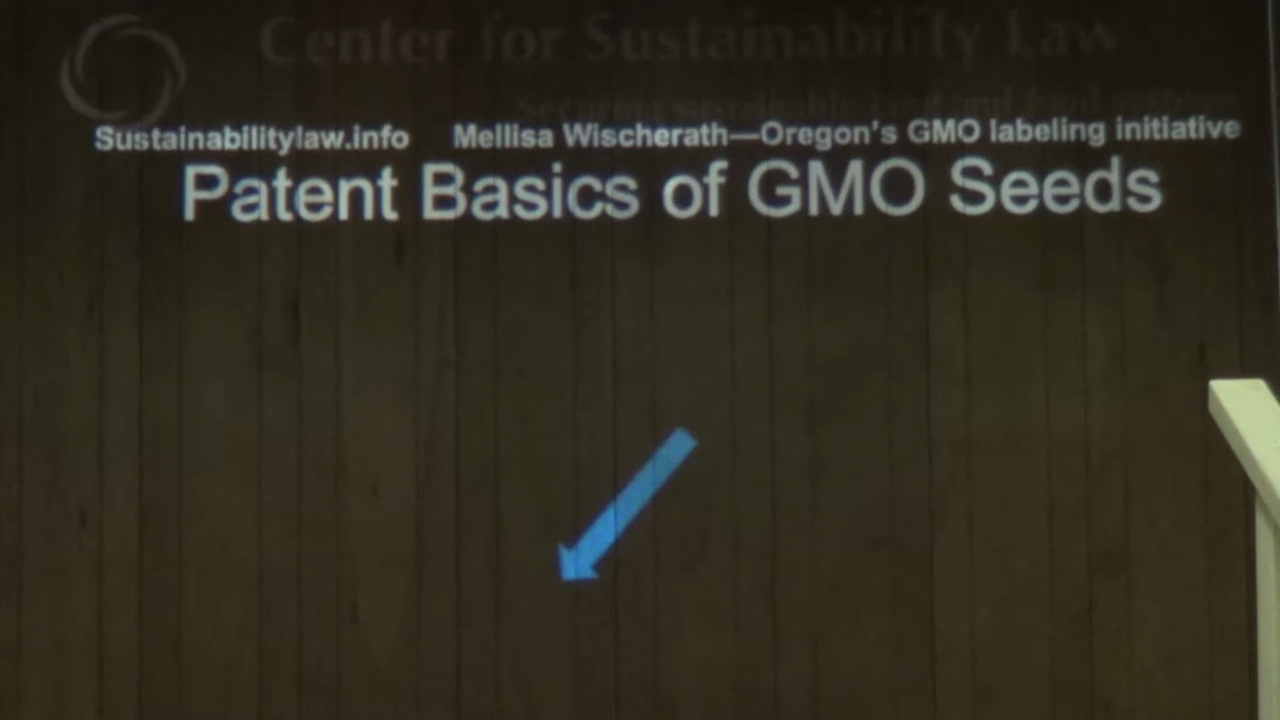 Center for Sustainability Law
Sustainabilitylaw.info Mellisa Wischerath—Oregon's GMO labeling initiative
Patent Basics of GMO Seeds